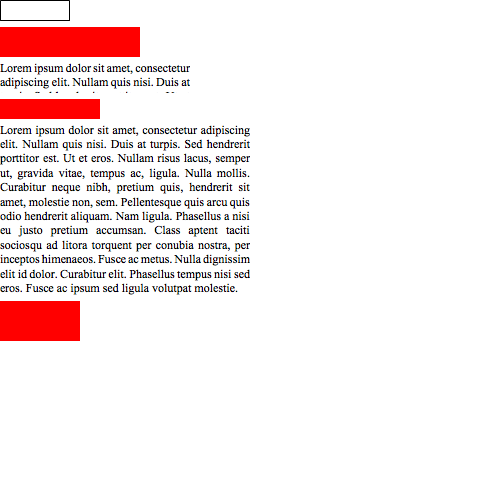 Lorem ipsum dolor sit amet, consectetur
adipiscing elit. Nullam quis nisi. Duis at
Lorem ipsum dolor sit amet, consectetur adipiscing
elit. Nullam quis nisi. Duis at turpis. Sed hendrerit
porttitor est. Ut et eros. Nullam risus lacus, semper
ut, gravida vitae, tempus ac, ligula. Nulla mollis.
Curabitur neque nibh, pretium quis, hendrerit sit
amet, molestie non, sem. Pellentesque quis arcu quis
odio hendrerit aliquam. Nam ligula. Phasellus a nisi
eu justo pretium accumsan. Class aptent taciti
sociosqu ad litora torquent per conubia nostra, per
inceptos himenaeos. Fusce ac metus. Nulla dignissim
elit id dolor. Curabitur elit. Phasellus tempus nisi sed
eros. Fusce ac ipsum sed ligula volutpat molestie.